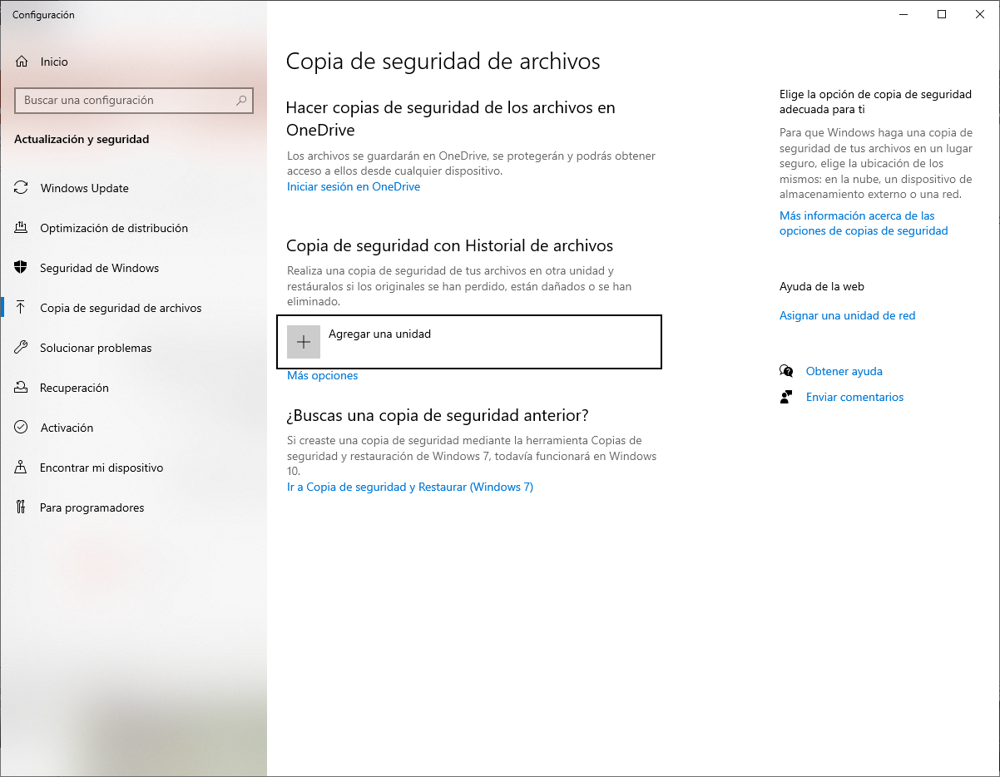 Configuración
Inicio
Buscar una configuración
Actualización y seguridad
Windows Update
Optimización de distribución
Seguridad de Windows
Copia de seguridad de archivos
Solucionar problemas
Recuperación
Activación
Encontrar mi dispositivo
Para programadores
Copia de seguridad de archivos
Hacer copias de seguridad de los archivos en
OneDrive
Los archivos se guardarán en OneDrive, se protegerán y podrás obtener
acceso a ellos desde cualquier dispositivo.
Iniciar sesión en OneDrive
Copia de seguridad con Historial de archivos
Realiza una copia de seguridad de tus archivos en otra unidad y
restáuralos si los originales se han perdido, están dañados o se han
eliminado.
Agregar una unidad
Más opciones
¿Buscas una copia de seguridad anterior?
Si creaste una copia de seguridad mediante la herramienta Copias de
seguridad y restauración de Windows 7, todavía funcionará en Windows
10.
Ir a Copia de seguridad y Restaurar (Windows 7)
Elige la opción de copia de seguridad
adecuada para ti
Para que Windows haga una copia de
seguridad de tus archivos en un lugar
seguro, elige la ubicación de los
mismos: en la nube, un dispositivo de
almacenamiento externo o una red.
Más información acerca de las
opciones de copias de seguridad
Ayuda de la web
Asignar una unidad de red
Obtener ayuda
Enviar comentarios